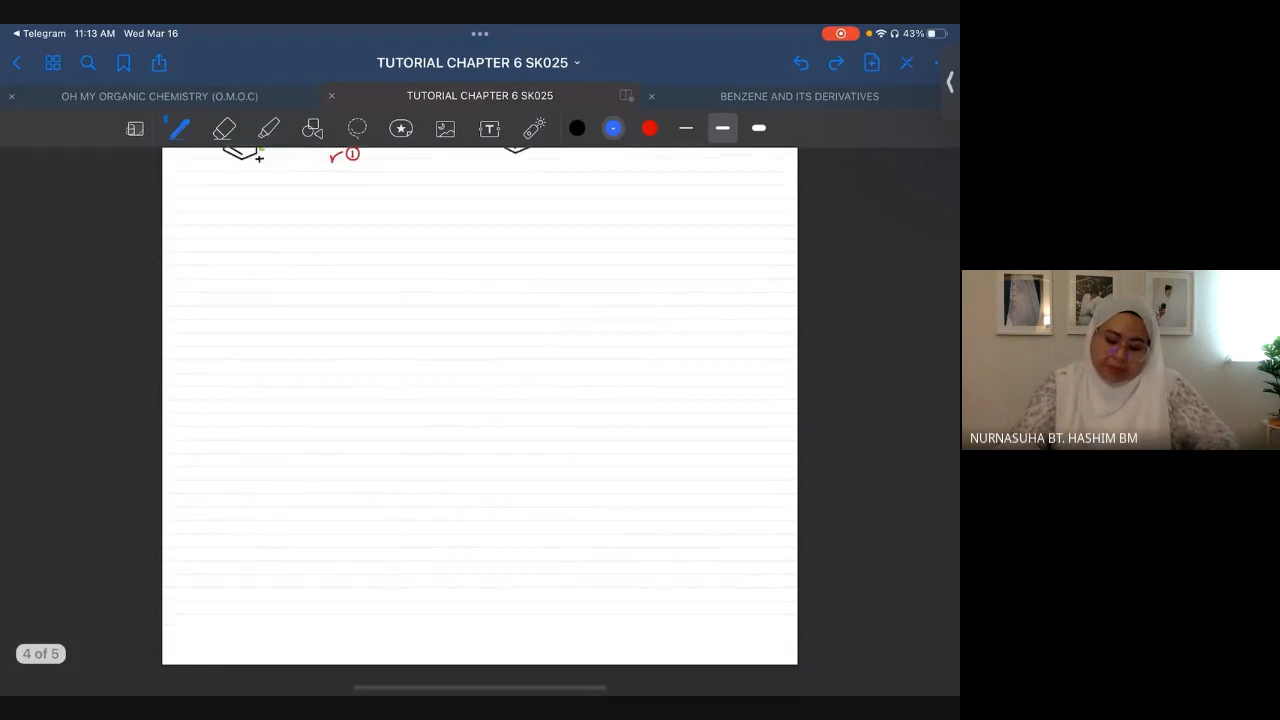 Telegram 11:13 AM Wed Mar 16 43%
TUTORIAL CHAPTER 6 SK025
OH MY ORGANIC CHEMISTRY (O.M.O.C) TUTORIAL CHAPTER 6 SK025 BENZENE AND ITS DERIVATIVES
T
+ 1
NURNASUHA BT. HASHIM BM
4 of 5